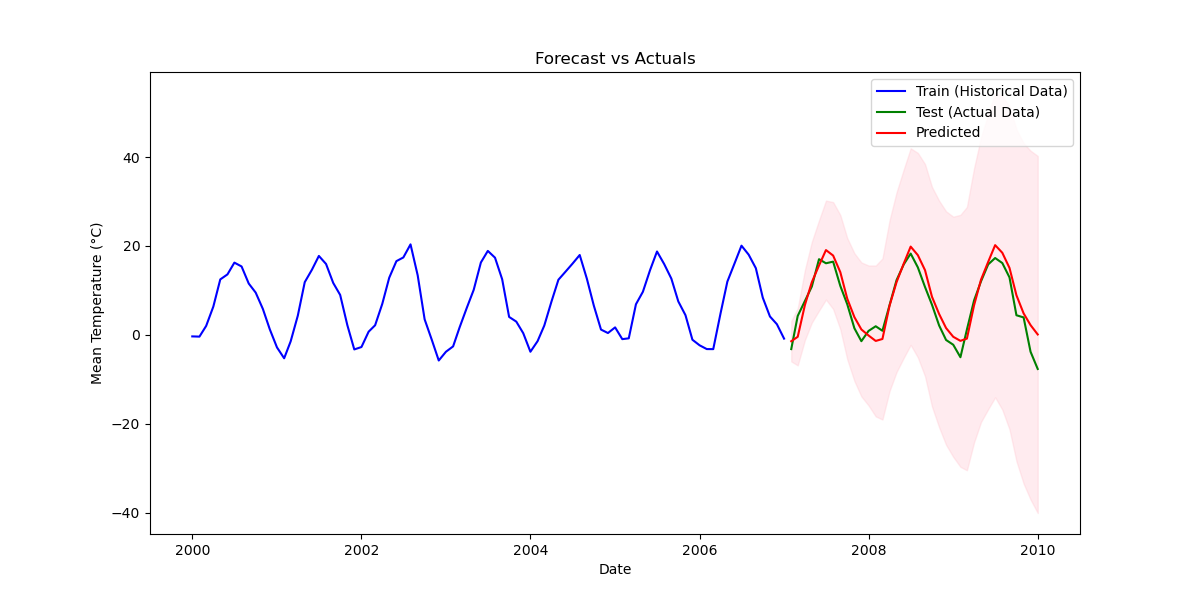 Forecast vs Actuals
Train (Historical Data)
Test (Actual Data)
Predicted
Mean Temperature (°C)
40
20
0
−20
−40
2000
2002
2004
2006
2008
2010
Date